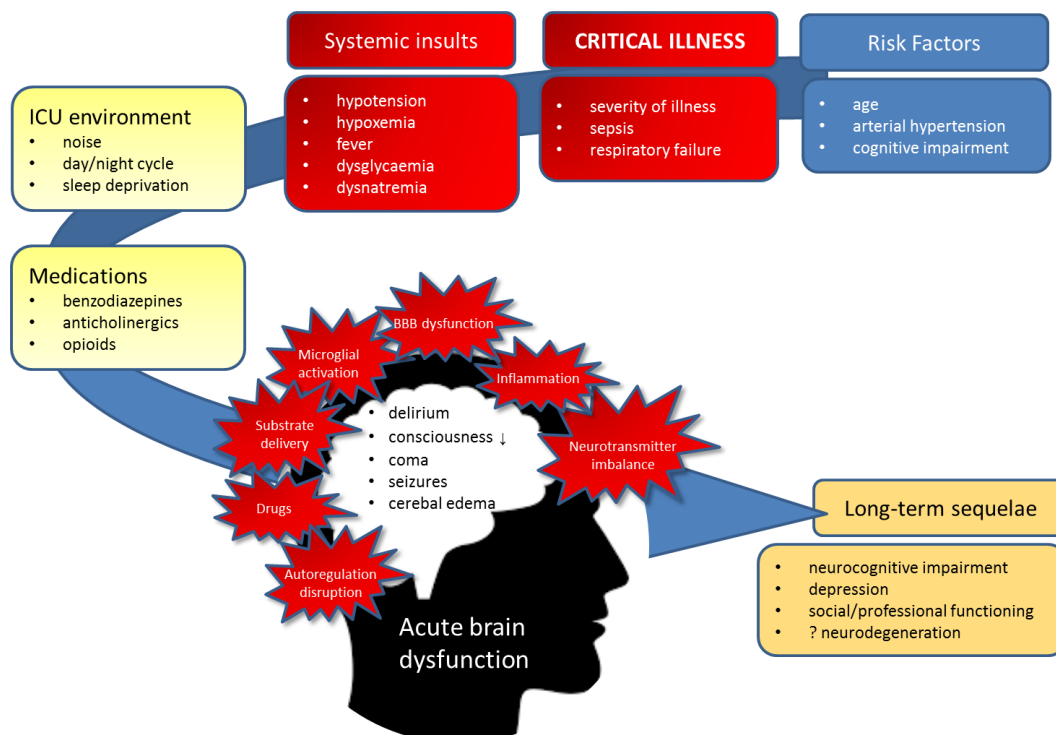 Systemic insults
• hypotension
• hypoxemia
• fever
• dysglycaemia
• dysnatremia
CRITICAL ILLNESS
• severity of illness
• sepsis
• respiratory failure
Risk Factors
• age
• arterial hypertension
• cognitive impairment
ICU environment
• noise
• day/night cycle
• sleep deprivation
Medications
• benzodiazepines
• anticholinergics
• opioids
BBB dysfunction
Microglial
activation
Inflammation
Substrate
delivery
Neurotransmitter
imbalance
Drugs
Autoregulation
disruption
• delirium
• consciousness ↓
• coma
• seizures
• cerebral edema
Acute brain
dysfunction
Long-term sequelae
• neurocognitive impairment
• depression
• social/professional functioning
• ? neurodegeneration